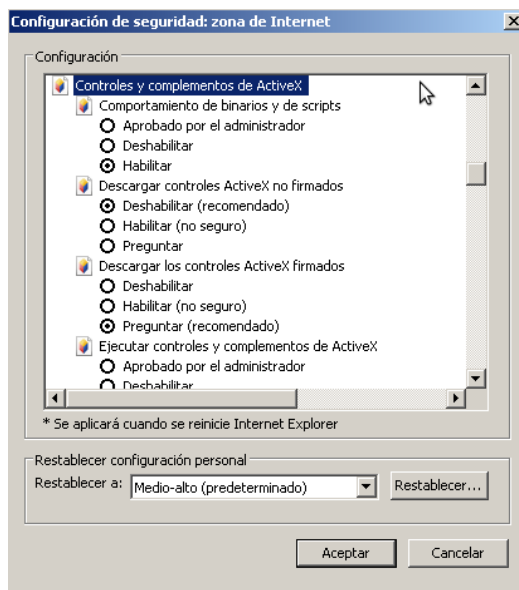 Configuración de seguridad: zona de Internet
Configuración
Controles y complementos de ActiveX
Comportamiento de binarios y de scripts
Aprobado por el administrador
Deshabilitar
Habilitar
Descargar controles ActiveX no firmados
Deshabilitar (recomendado)
Habilitar (no seguro)
Preguntar
Descargar los controles ActiveX firmados
Deshabilitar
Habilitar (no seguro)
Preguntar (recomendado)
Ejecutar controles y complementos de ActiveX
Aprobado por el administrador
Deshabilitar
* Se aplicará cuando se reinicie Internet Explorer
Restablecer configuración personal
Restablecer a: Medio-alto (predeterminado) Restablecer...
Aceptar Cancelar